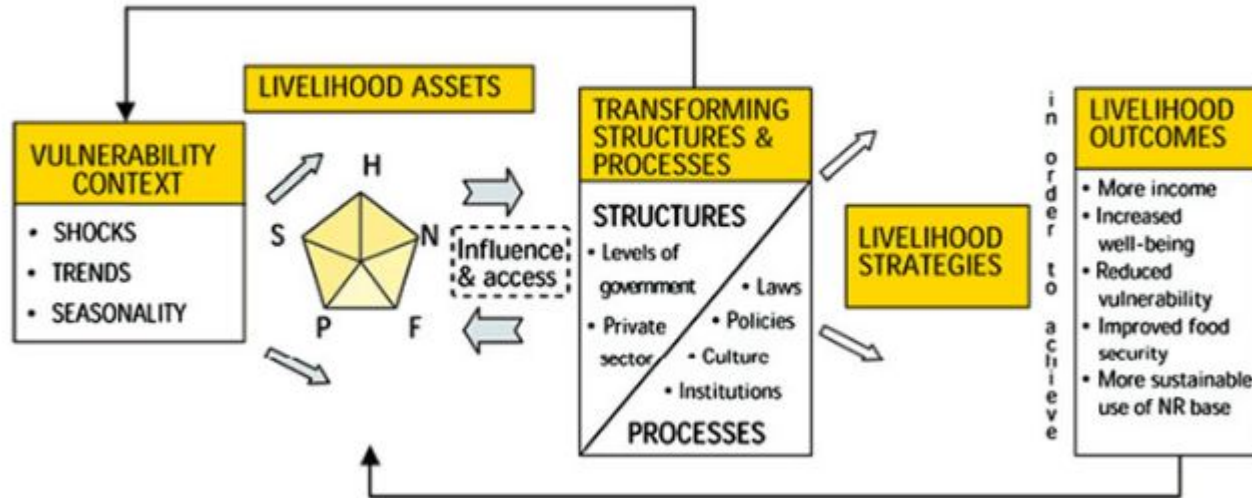 LIVELIHOOD ASSETS
VULNERABILITY
CONTEXT
• SHOCKS
• TRENDS
• SEASONALITY
H
S
N
P
F
Influence
& access
TRANSFORMING
STRUCTURES &
PROCESSES
STRUCTURES
• Levels of
government
• Private
sector
• Laws
• Policies
• Culture
• Institutions
PROCESSES
LIVELIHOOD
STRATEGIES
in order to achieve
LIVELIHOOD
OUTCOMES
• More income
• Increased
well-being
• Reduced
vulnerability
• Improved food
security
• More sustainable
use of NR base